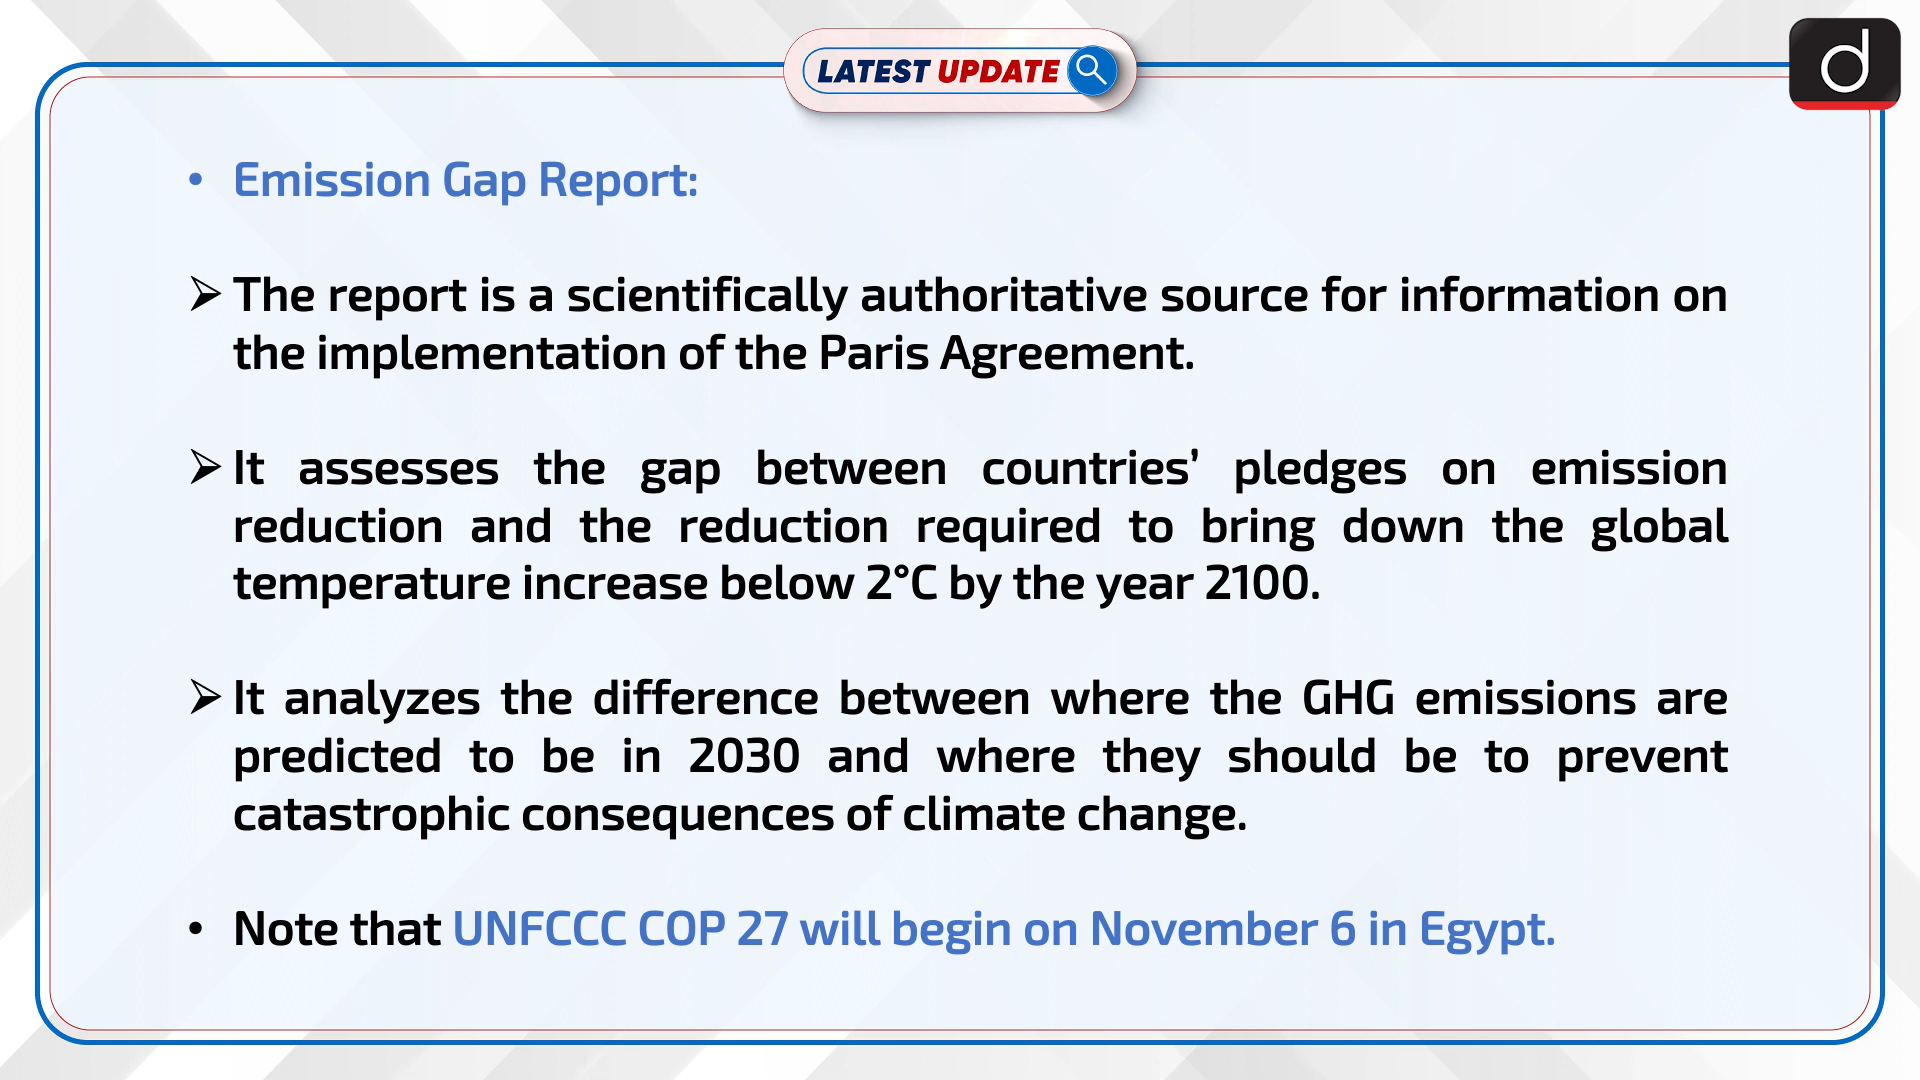 LATEST UPDATE
d
• Emission Gap Report:
➢ The report is a scientifically authoritative source for information on
the implementation of the Paris Agreement.
➢ It assesses the gap between countries’ pledges on emission
reduction and the reduction required to bring down the global
temperature increase below 2°C by the year 2100.
➢ It analyzes the difference between where the GHG emissions are
predicted to be in 2030 and where they should be to prevent
catastrophic consequences of climate change.
• Note that UNFCCC COP 27 will begin on November 6 in Egypt.